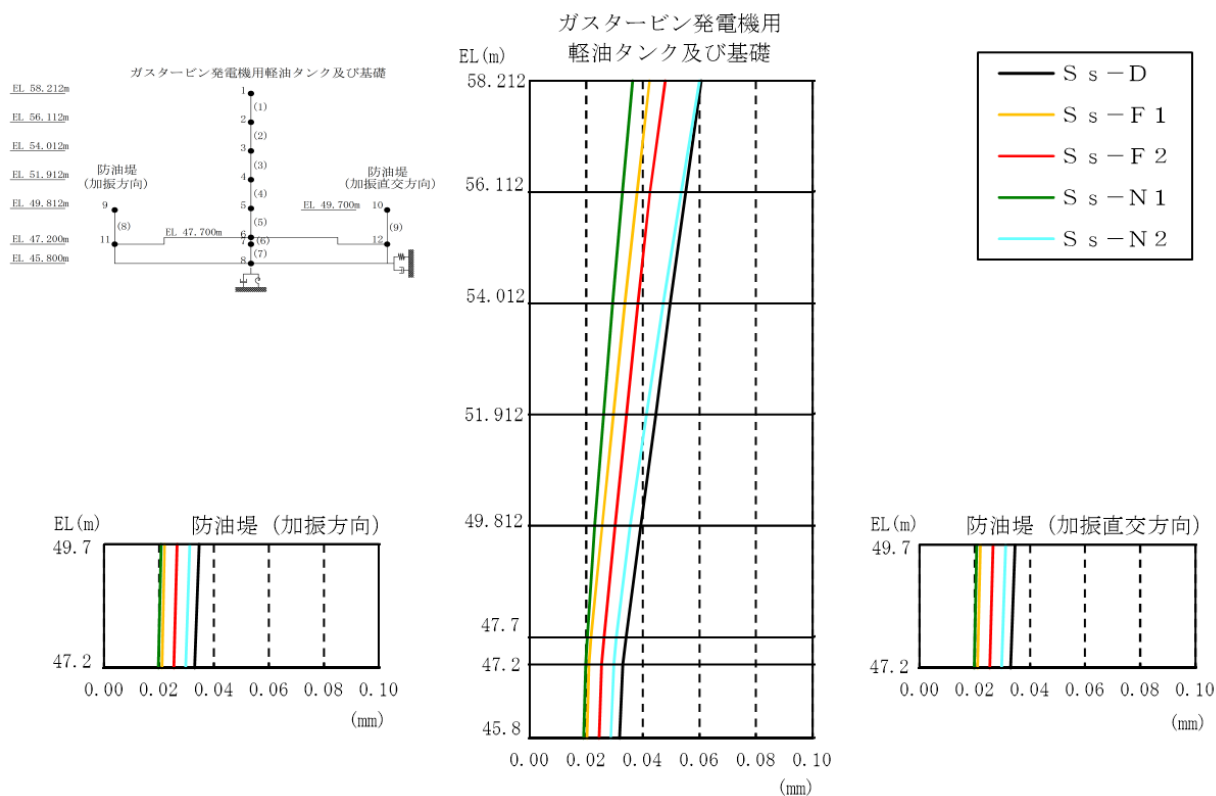 ガスタービン発電機用軽油タンク及び基礎
EL 58.212m
EL 56.112m
EL 54.012m
EL 51.912m
EL 49.812m
EL 47.200m
EL 45.800m
防油堤
(加振方向)
防油堤
(加振直交方向)
EL 49.700m
EL 47.700m
1
(1)
2
(2)
3
(3)
4
(4)
5
(5)
6
(6)
7
(7)
8
9
(8)
11
10
(9)
12
ガスタービン発電機用
軽油タンク及び基礎
EL(m)
58.212
56.112
54.012
51.912
49.812
47.7
47.2
45.8
0.00 0.02 0.04 0.06 0.08 0.10
(mm)
Ss-D
Ss-F1
Ss-F2
Ss-N1
Ss-N2
EL(m)
防油堤(加振方向)
49.7
47.2
0.00 0.02 0.04 0.06 0.08 0.10
(mm)
EL(m)
防油堤(加振直交方向)
49.7
47.2
0.00 0.02 0.04 0.06 0.08 0.10
(mm)